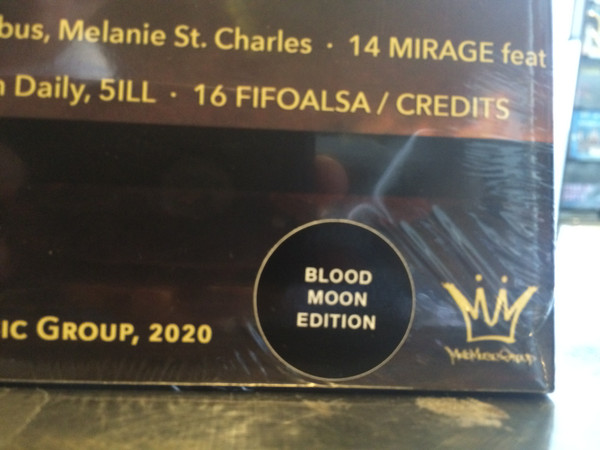 bus, Melanie St. Charles · 14 MIRAGE feat
Daily, 5ILL · 16 FIFOALSA / CREDITS
BLOOD
MOON
EDITION
IC GROUP, 2020